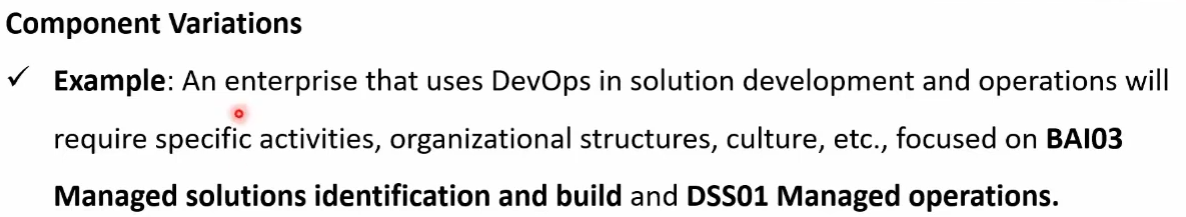 Component Variations
✓ Example: An enterprise that uses DevOps in solution development and operations will
require specific activities, organizational structures, culture, etc., focused on BAI03
Managed solutions identification and build and DSS01 Managed operations.